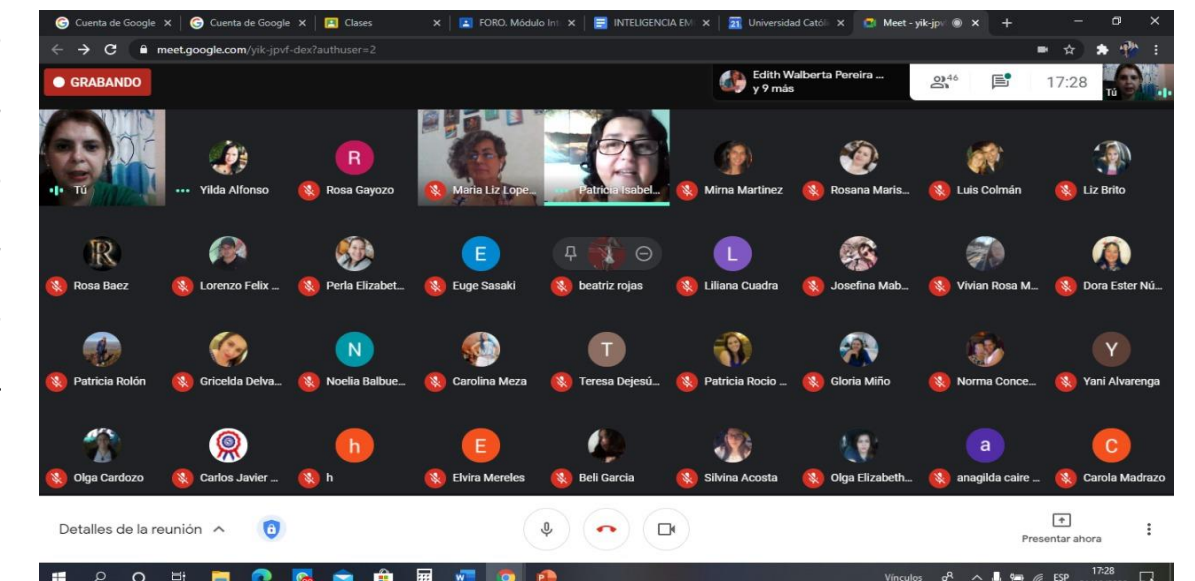 Cuenta de Google
Cuenta de Google
Clases
FORO. Módulo Int
INTELIGENCIA EM
Universidad Católi
Meet - yik-jpv
meet.google.com/yik-jpvf-dex?authuser=2
GRABANDO
Edith Walberta Pereira ...
y 9 más
46
17:28
Tú
Tú
Yilda Alfonso
R
Rosa Gayozo
Maria Liz Lope...
Patricia Isabel...
Mirna Martinez
Rosana Maris...
Luis Colmán
Liz Brito
R
Rosa Baez
Lorenzo Felix ...
Perla Elizabet...
E
Euge Sasaki
beatriz rojas
L
Liliana Cuadra
Josefina Mab...
Vivian Rosa M...
Dora Ester Nú...
Patricia Rolón
Gricelda Delva...
N
Noelia Balbue...
Carolina Meza
T
Teresa Dejesú...
Patricia Rocio ...
Gloria Miño
Norma Conce...
Y
Yani Alvarenga
Olga Cardozo
Carlos Javier ...
h
h
E
Elvira Mereles
Beli Garcia
Silvina Acosta
Olga Elizabeth...
a
anagilda caire ...
C
Carola Madrazo
Detalles de la reunión
Presentar ahora
Vínculos
ESP
17:28